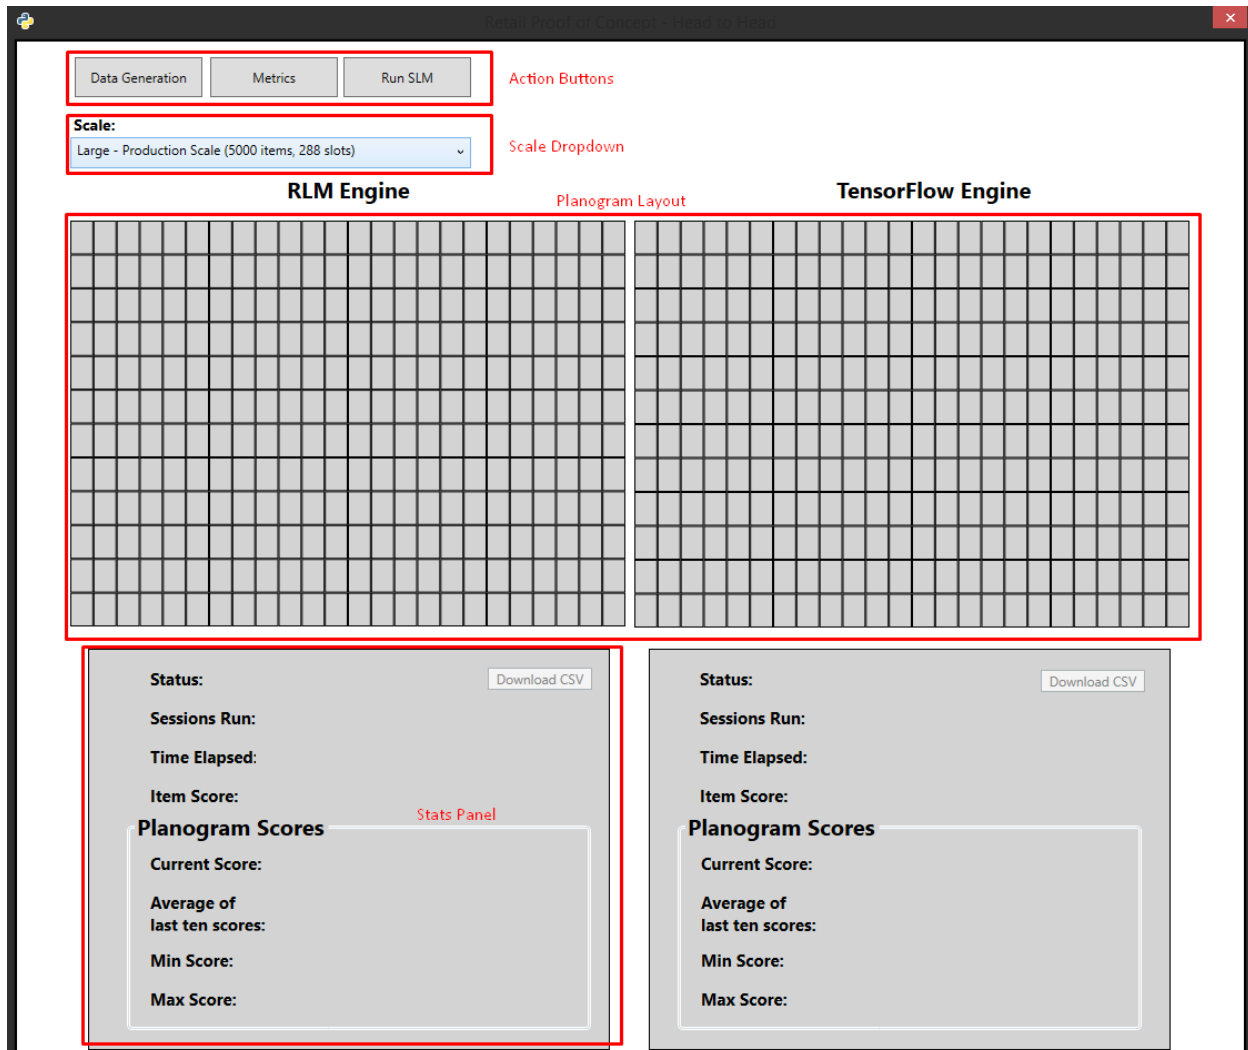 Retail Proof of Concept - Head to Head
Data Generation
Metrics
Run SLM
Action Buttons
Scale:
Large - Production Scale (5000 items, 288 slots)
Scale Dropdown
RLM Engine
Planogram Layout
TensorFlow Engine
Status:
Download CSV
Sessions Run:
Time Elapsed:
Item Score:
Stats Panel
Planogram Scores
Current Score:
Average of
last ten scores:
Min Score:
Max Score:
Status:
Download CSV
Sessions Run:
Time Elapsed:
Item Score:
Planogram Scores
Current Score:
Average of
last ten scores:
Min Score:
Max Score: